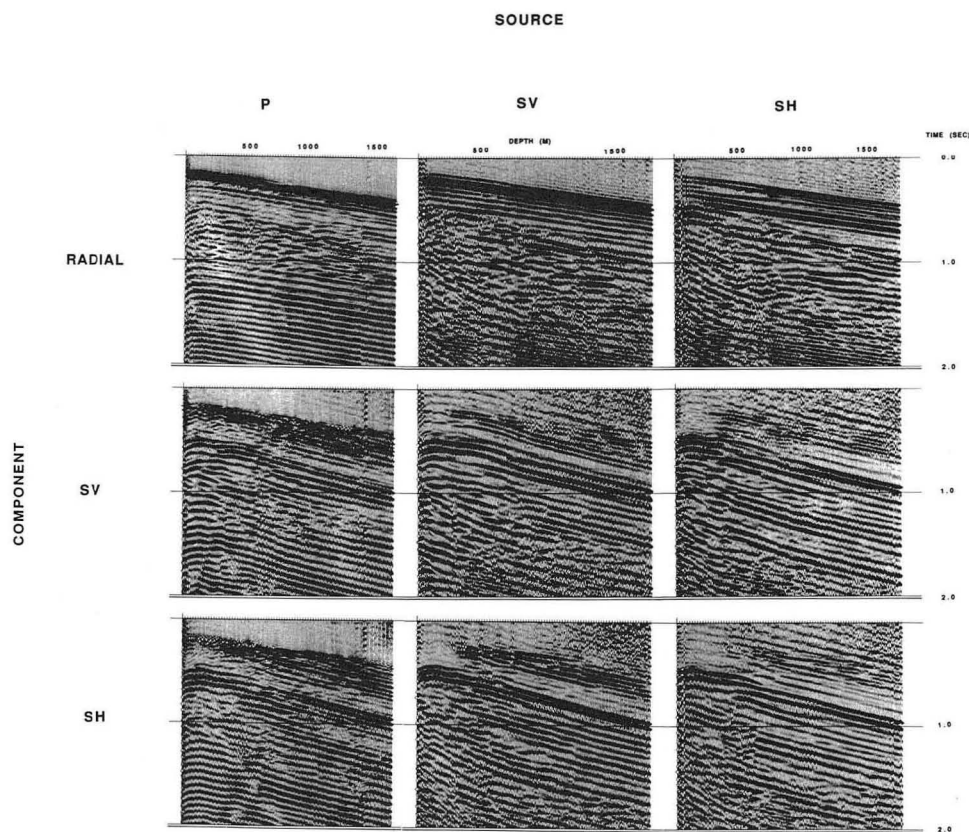 SOURCE
P SV SH
TIME (SEC)
DEPTH (M)
500 1000 1500 500 1500 500 1000 1500
0.0
RADIAL
1.0
2.0
COMPONENT
SV
1.0
2.0
SH
1.0
2.0